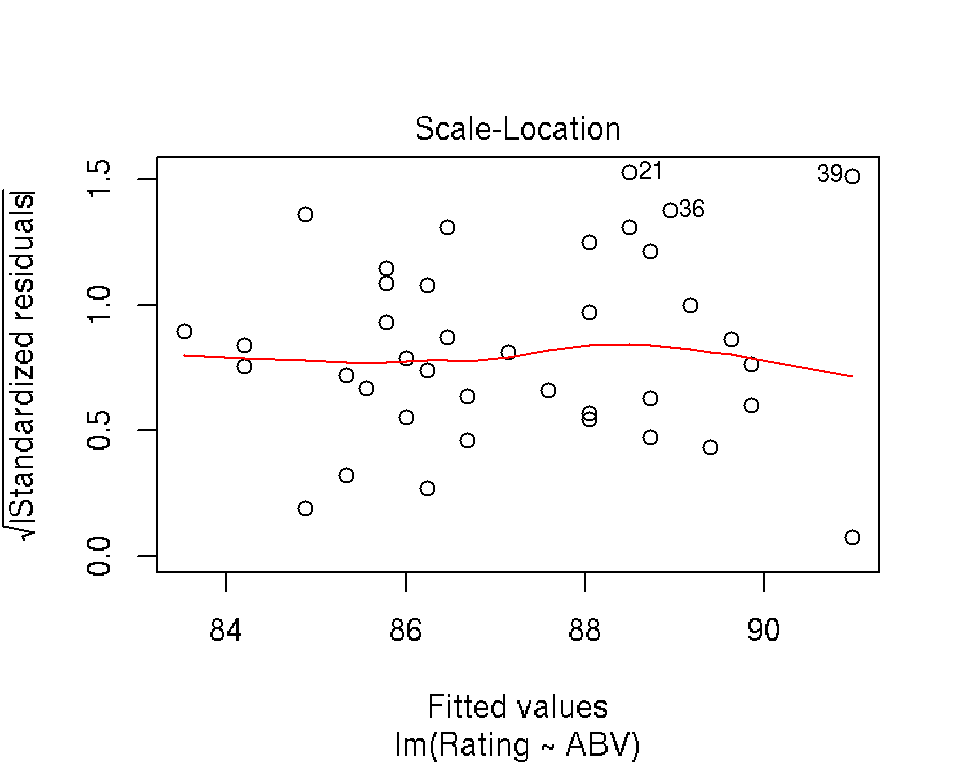 Scale-Location
√|Standardized residuals|
1.5
1.0
0.5
0.0
21
39
36
84
86
88
90
Fitted values
lm(Rating ~ ABV)